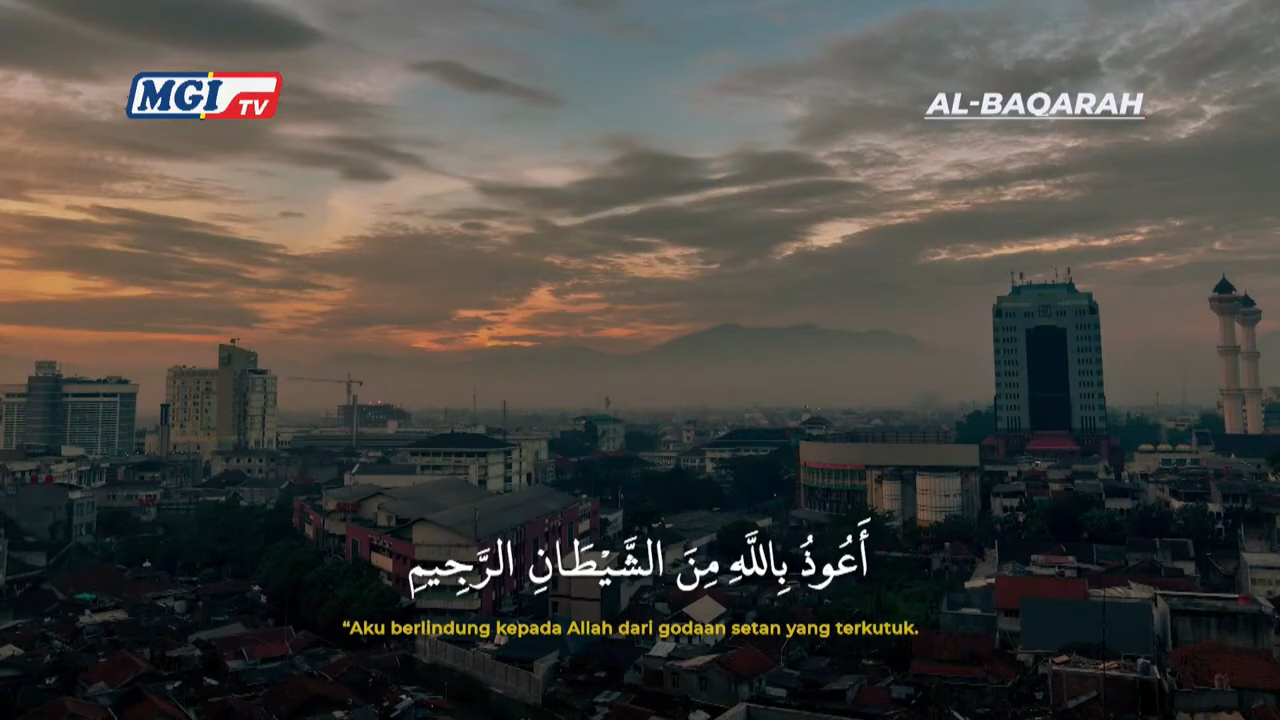 MGI TV
AL-BAQARAH
أَعُوذُ بِاللَّهِ مِنَ الشَّيْطَانِ الرَّجِيمِ
“Aku berlindung kepada Allah dari godaan setan yang terkutuk.